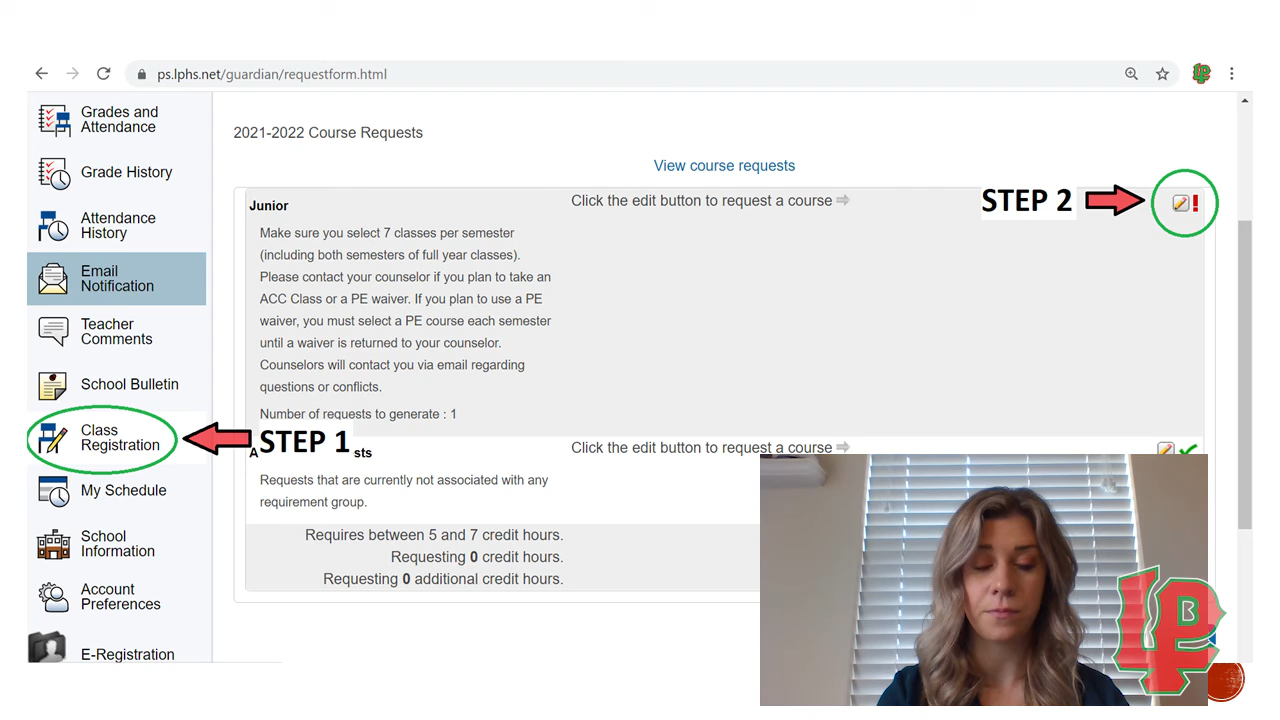 ps.lphs.net/guardian/requestform.html
Grades and
Attendance
Grade History
Attendance
History
Email
Notification
Teacher
Comments
School Bulletin
Class
Registration
My Schedule
School
Information
Account
Preferences
E-Registration
STEP 1
2021-2022 Course Requests
View course requests
Junior
Click the edit button to request a course
STEP 2
!
Make sure you select 7 classes per semester
(including both semesters of full year classes).
Please contact your counselor if you plan to take an
ACC Class or a PE waiver. If you plan to use a PE
waiver, you must select a PE course each semester
until a waiver is returned to your counselor.
Counselors will contact you via email regarding
questions or conflicts.
Number of requests to generate : 1
Click the edit button to request a course
Requests that are currently not associated with any
requirement group.
Requires between 5 and 7 credit hours.
Requesting 0 credit hours.
Requesting 0 additional credit hours.
LP